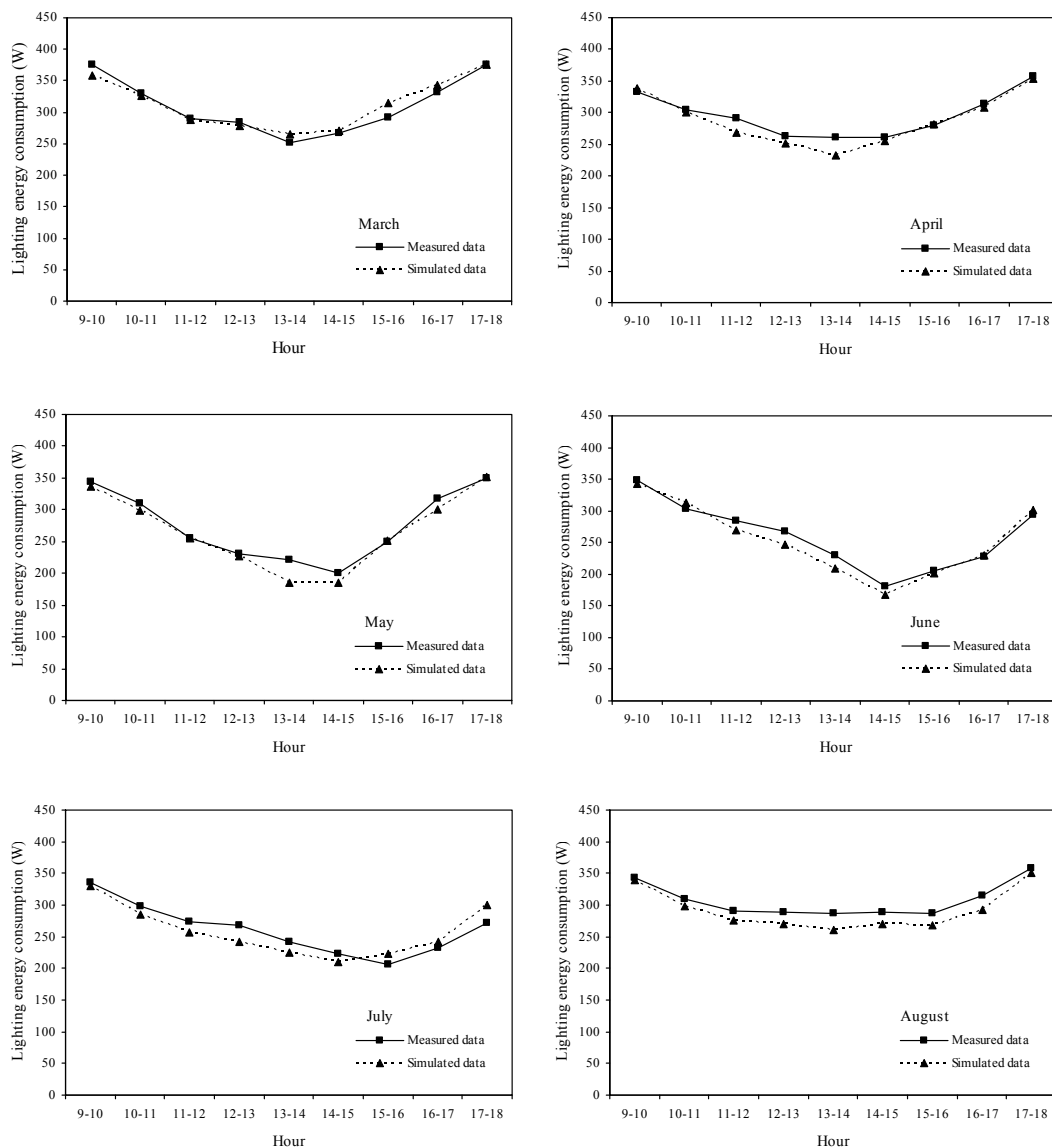 450
400
350
300
250
200
150
100
50
0
Lighting energy consumption (W)
March
Measured data
Simulated data
9-10 10-11 11-12 12-13 13-14 14-15 15-16 16-17 17-18
Hour
450
400
350
300
250
200
150
100
50
0
Lighting energy consumption (W)
April
Measured data
Simulated data
9-10 10-11 11-12 12-13 13-14 14-15 15-16 16-17 17-18
Hour
450
400
350
300
250
200
150
100
50
0
Lighting energy consumption (W)
May
Measured data
Simulated data
9-10 10-11 11-12 12-13 13-14 14-15 15-16 16-17 17-18
Hour
450
400
350
300
250
200
150
100
50
0
Lighting energy consumption (W)
June
Measured data
Simulated data
9-10 10-11 11-12 12-13 13-14 14-15 15-16 16-17 17-18
Hour
450
400
350
300
250
200
150
100
50
0
Lighting energy consumption (W)
July
Measured data
Simulated data
9-10 10-11 11-12 12-13 13-14 14-15 15-16 16-17 17-18
Hour
450
400
350
300
250
200
150
100
50
0
Lighting energy consumption (W)
August
Measured data
Simulated data
9-10 10-11 11-12 12-13 13-14 14-15 15-16 16-17 17-18
Hour